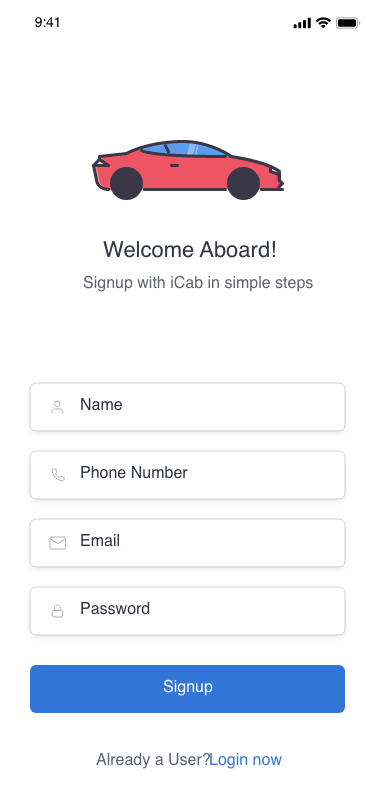 9:41
Welcome Aboard!
Signup with iCab in simple steps
Name
Phone Number
Email
Password
Signup
Already a User?Login now